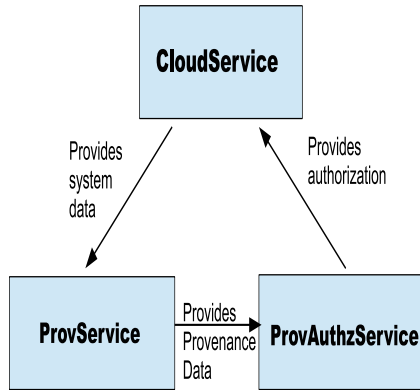 CloudService
Provides
system
data
Provides
authorization
ProvService
Provides
Provenance
Data
ProvAuthzService